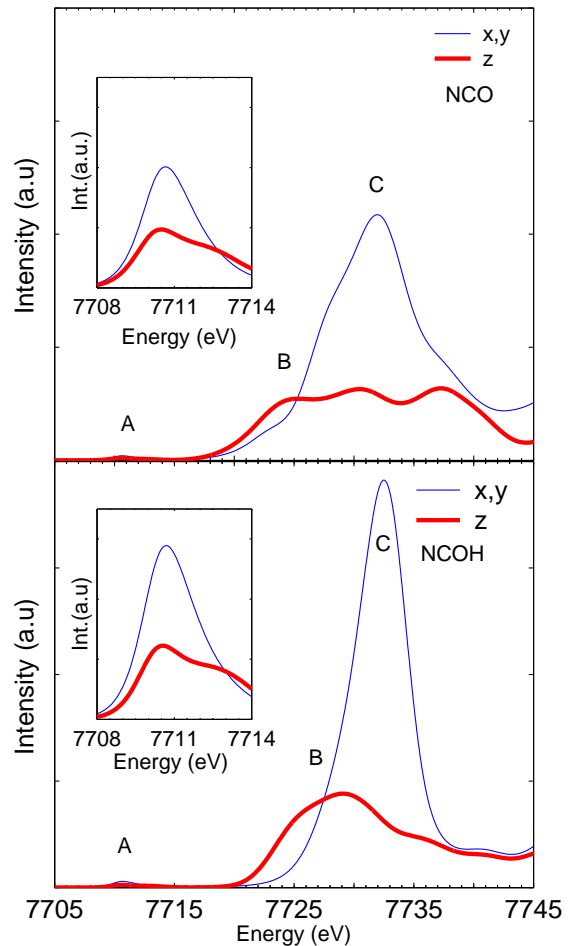 x,y
z
NCO
Int.(a.u.)
7708 7711 7714
Energy (eV)
Intensity (a.u)
A
B
C
x,y
z
NCOH
Int.(a.u)
7708 7711 7714
Energy (eV)
Intensity (a.u)
A
B
C
7705 7715 7725 7735 7745
Energy (eV)